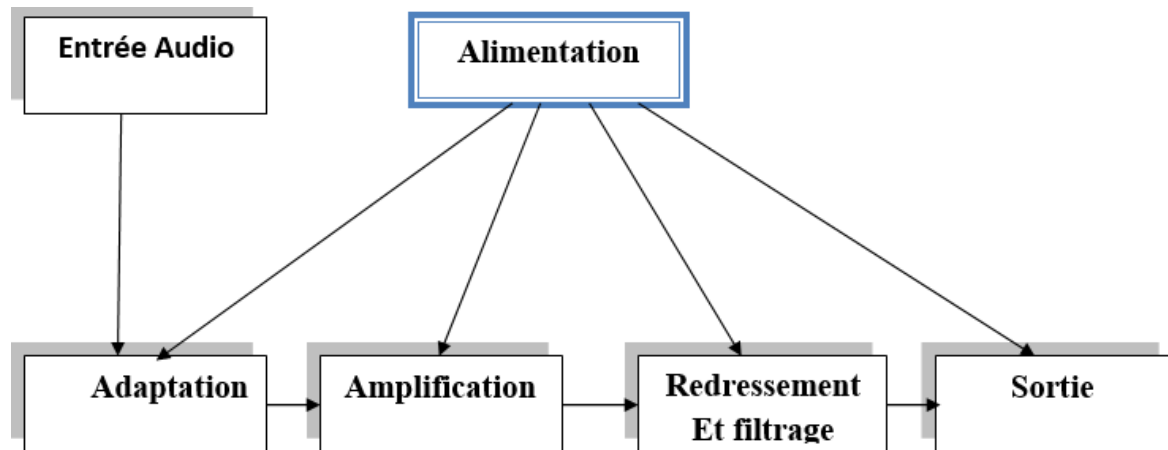 Entrée Audio
Alimentation
Adaptation
Amplification
Redressement
Et filtrage
Sortie